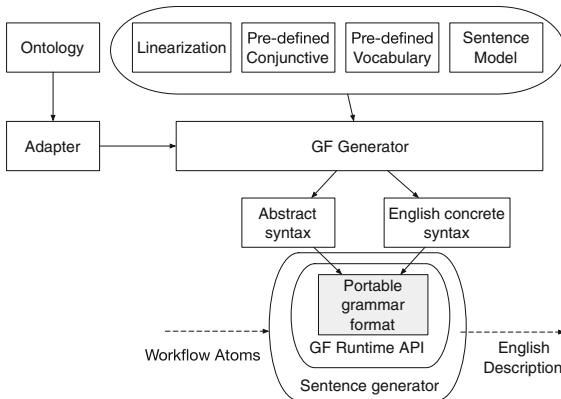 Ontology
Linearization
Pre-defined
Conjunctive
Pre-defined
Vocabulary
Sentence
Model
Adapter
GF Generator
Abstract
syntax
English concrete
syntax
Portable
grammar
format
GF Runtime API
Sentence generator
Workflow Atoms
English
Description